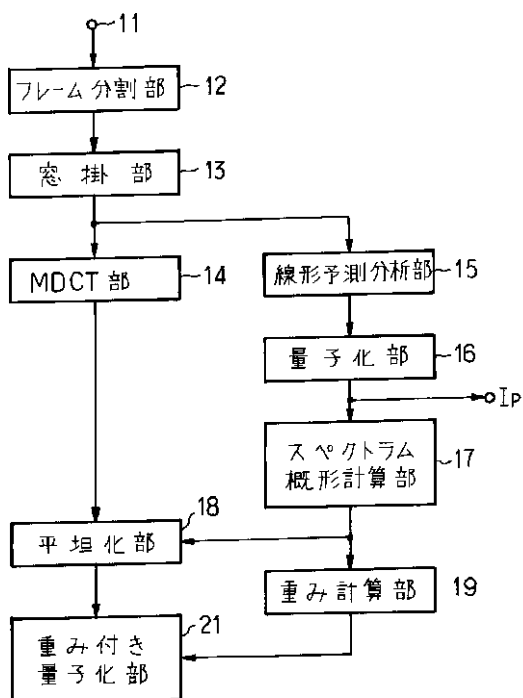 11
フレーム分割部
12
窓掛部
13
MDCT部
14
線形予測分析部
15
量子化部
16
Ip
スペクトラム
概形計算部
17
平坦化部
18
重み計算部
19
重み付き
量子化部
21